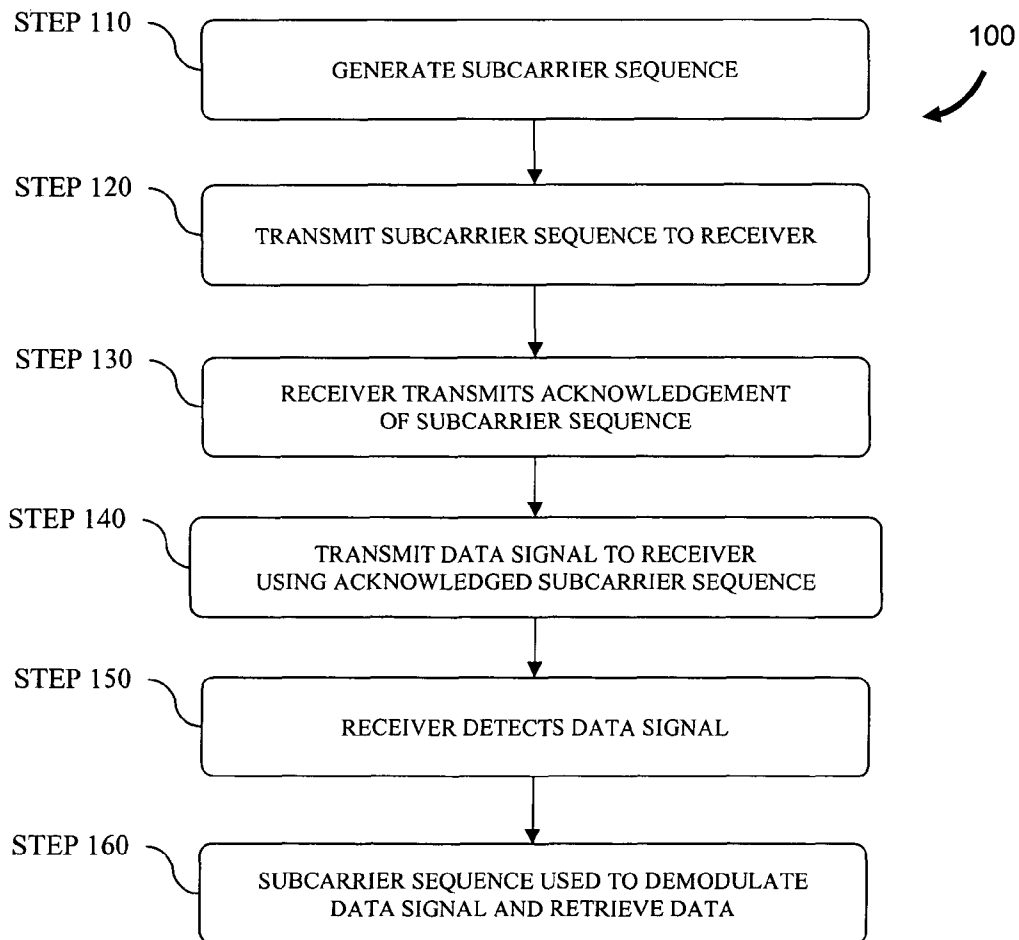 STEP 110
GENERATE SUBCARRIER SEQUENCE
100
STEP 120
TRANSMIT SUBCARRIER SEQUENCE TO RECEIVER
STEP 130
RECEIVER TRANSMITS ACKNOWLEDGEMENT
OF SUBCARRIER SEQUENCE
STEP 140
TRANSMIT DATA SIGNAL TO RECEIVER
USING ACKNOWLEDGED SUBCARRIER SEQUENCE
STEP 150
RECEIVER DETECTS DATA SIGNAL
STEP 160
SUBCARRIER SEQUENCE USED TO DEMODULATE
DATA SIGNAL AND RETRIEVE DATA